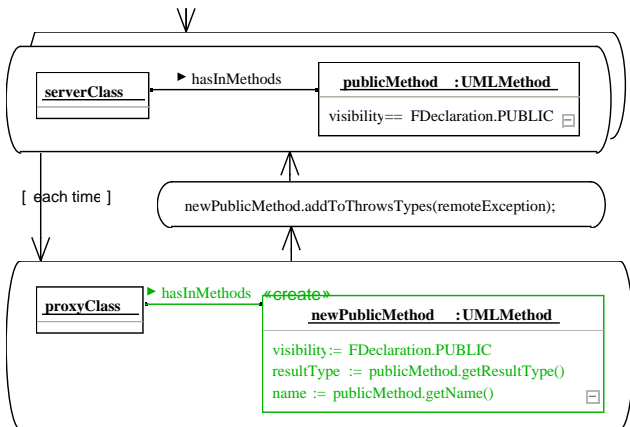 serverClass
hasInMethods
publicMethod :UMLMethod
visibility== FDeclaration.PUBLIC
[ each time ]
newPublicMethod.addToThrowsTypes(remoteException);
proxyClass
hasInMethods
«create»
newPublicMethod :UMLMethod
visibility:= FDeclaration.PUBLIC
resultType := publicMethod.getResultType()
name := publicMethod.getName()